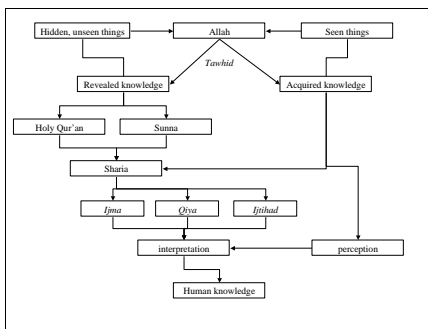 Hidden, unseen things
Allah
Seen things
Tawhid
Revealed knowledge
Acquired knowledge
Holy Qur'an
Sunna
Sharia
Ijma
Qiya
Ijtihad
interpretation
perception
Human knowledge